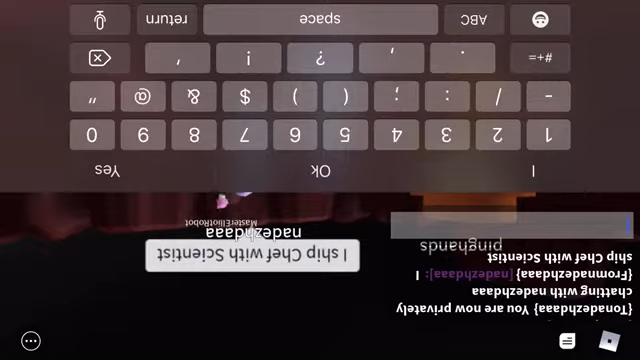 {Tonadezhdaaa} You are now privately
chatting with nadezhdaaa
{Fromnadezhdaaa} [nadezhdaaa]: I
ship Chef with Scientist
I ship Chef with Scientist
nadezhdaaa
MasterElliotRobot
pinghands
I Ok Yes
1 2 3 4 5 6 7 8 9 0
- / : ; ( ) $ & @ "
#+= . , ? ! '
ABC space return